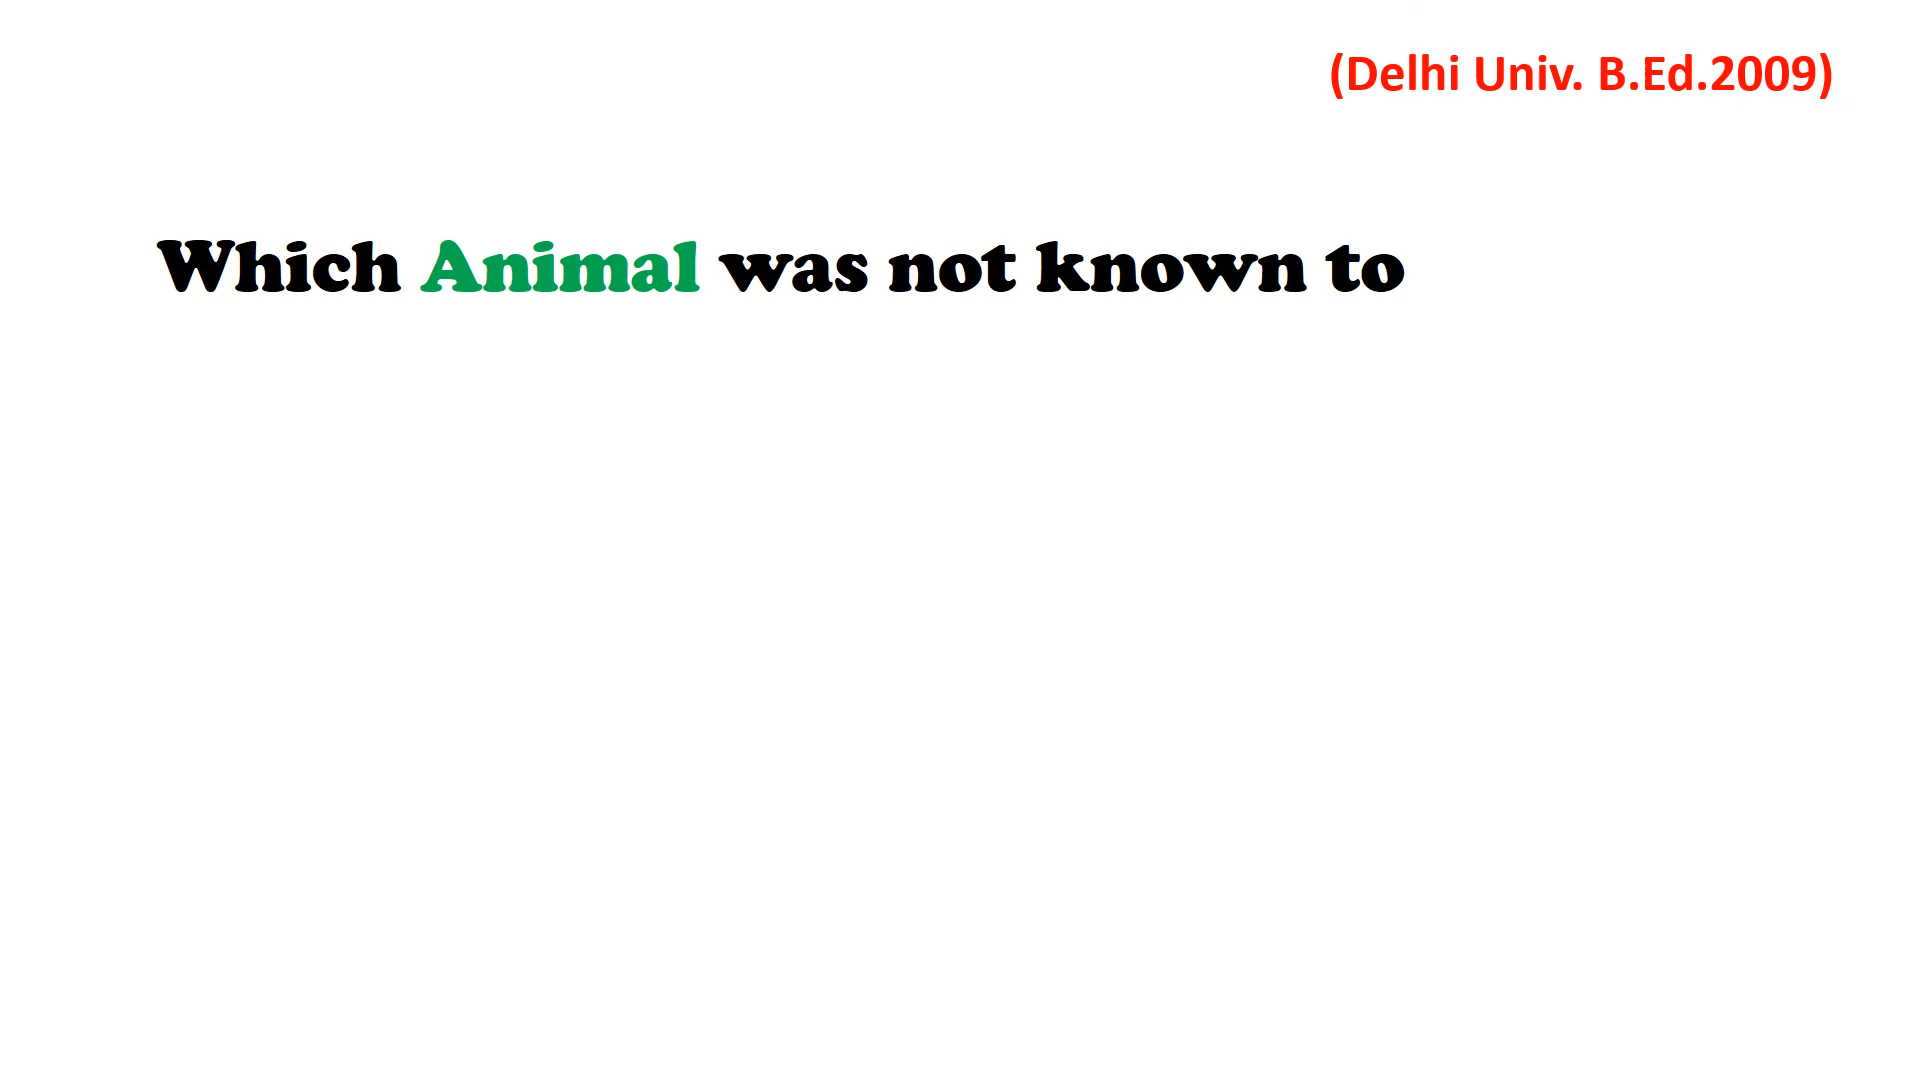 (Delhi Univ. B.Ed.2009)
Which Animal was not known to